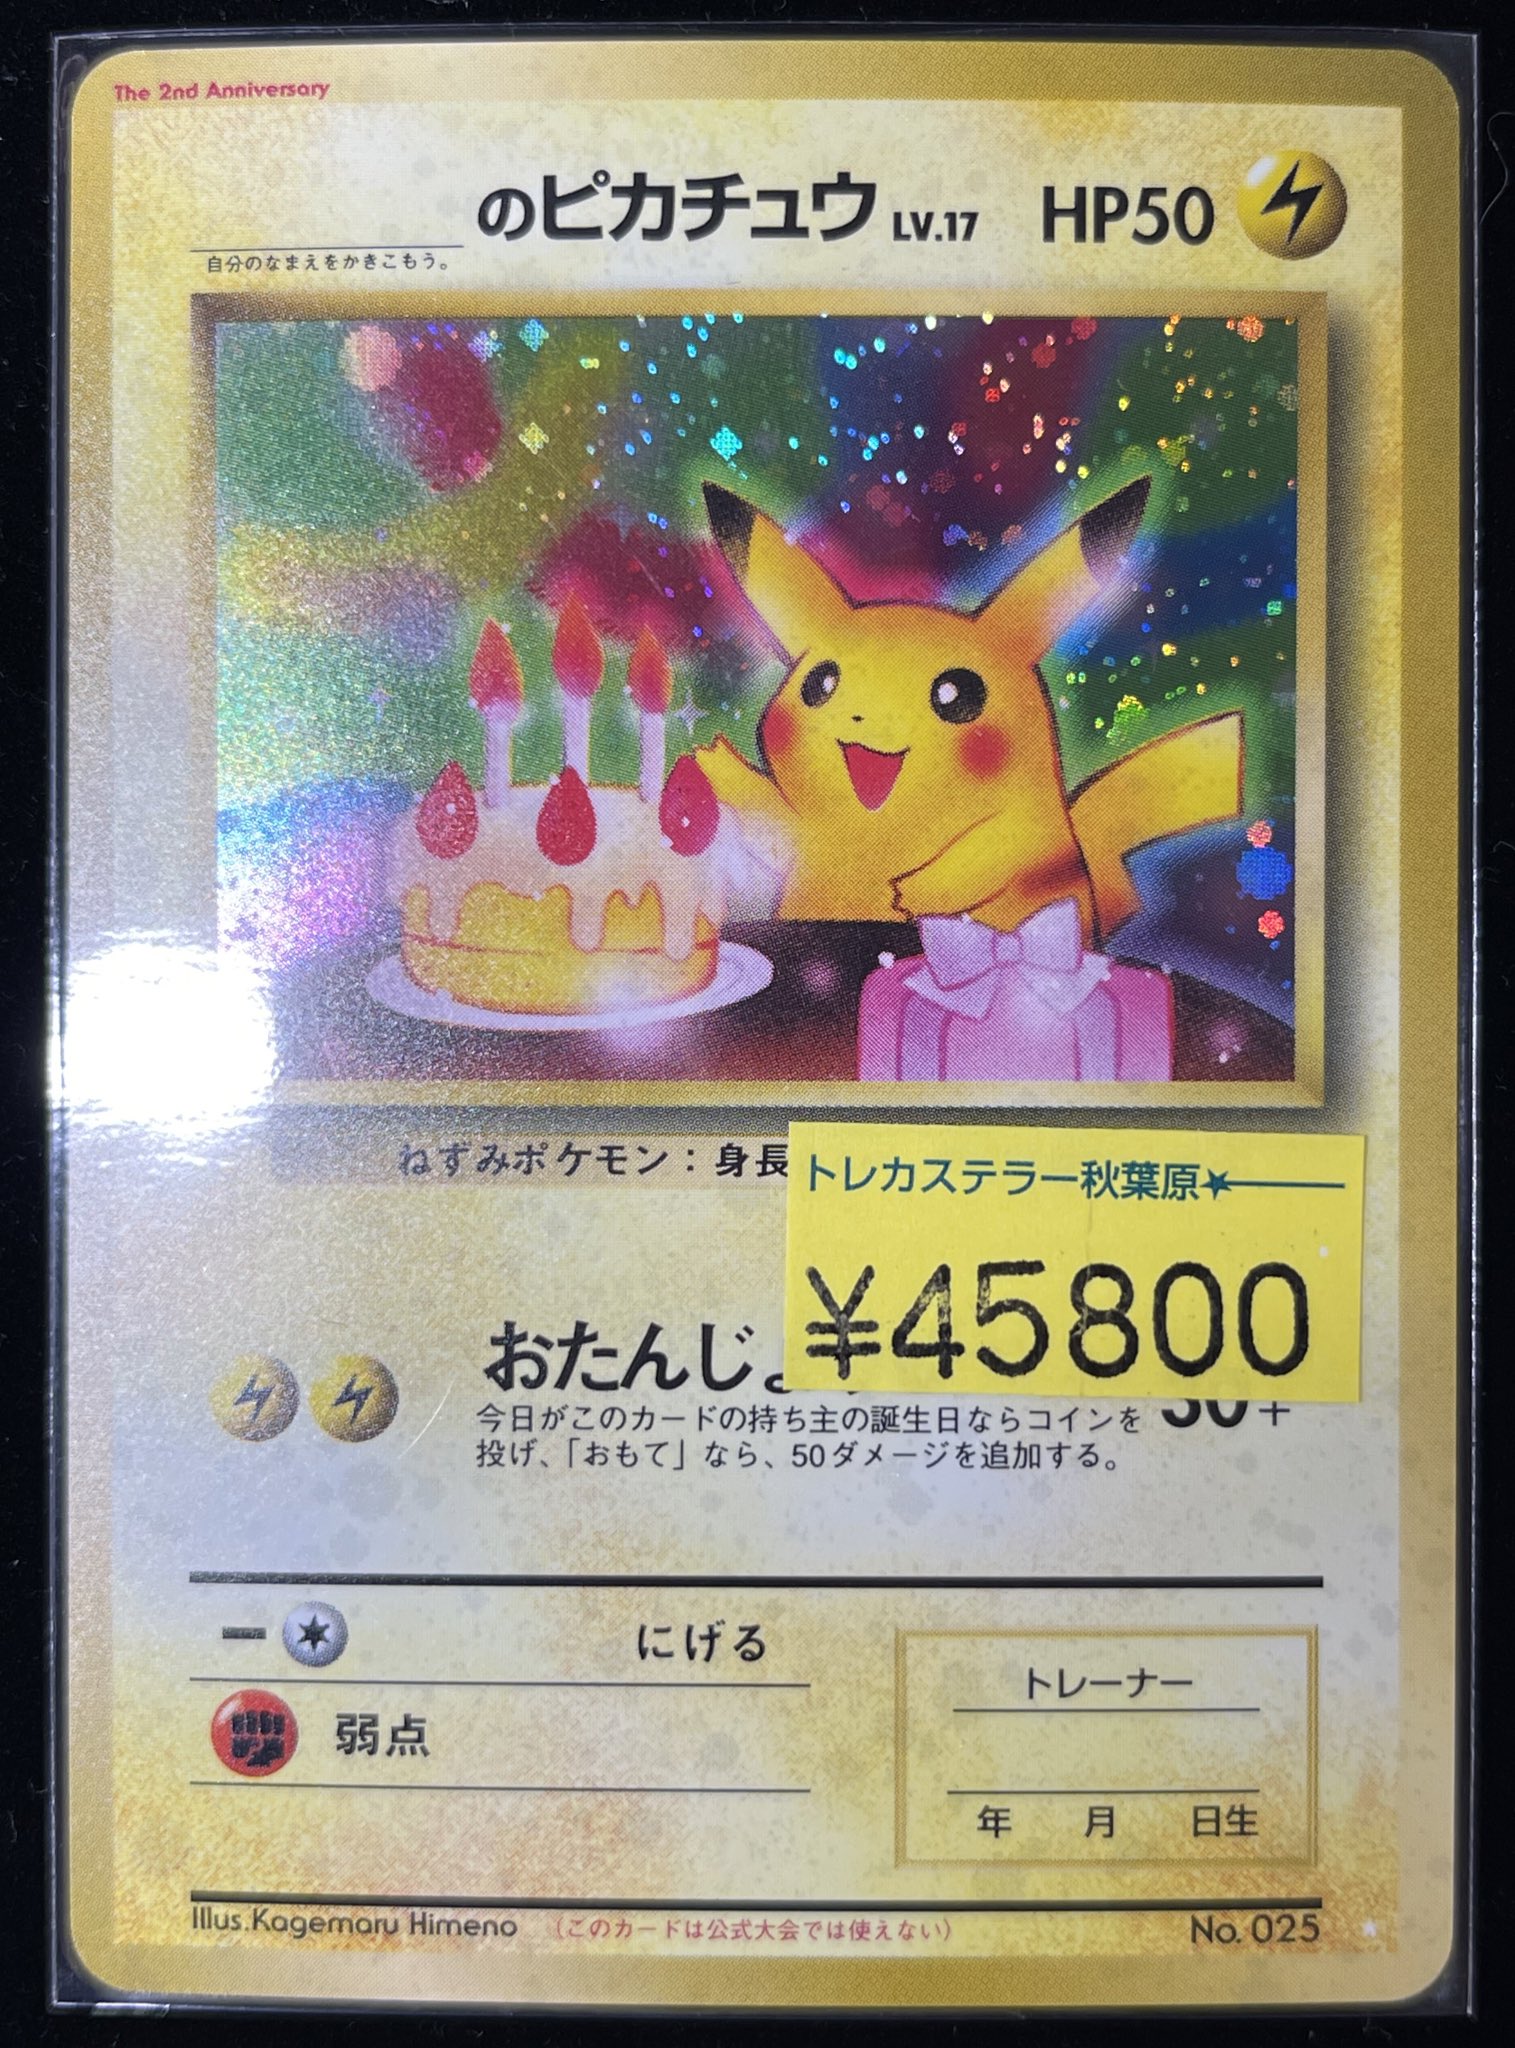 The 2nd Anniversary
のピカチュウ LV.17 HP50
自分のなまえをかきこもう。
ねずみポケモン：身長
トレカステラー秋葉原
¥45800
おたんじょ
30+
今日がこのカードの持ち主の誕生日ならコインを
投げ、「おもて」なら、50ダメージを追加する。
にげる
弱点
トレーナー
年 月 日生
Illus.Kagemaru Himeno （このカードは公式大会では使えない） No. 025